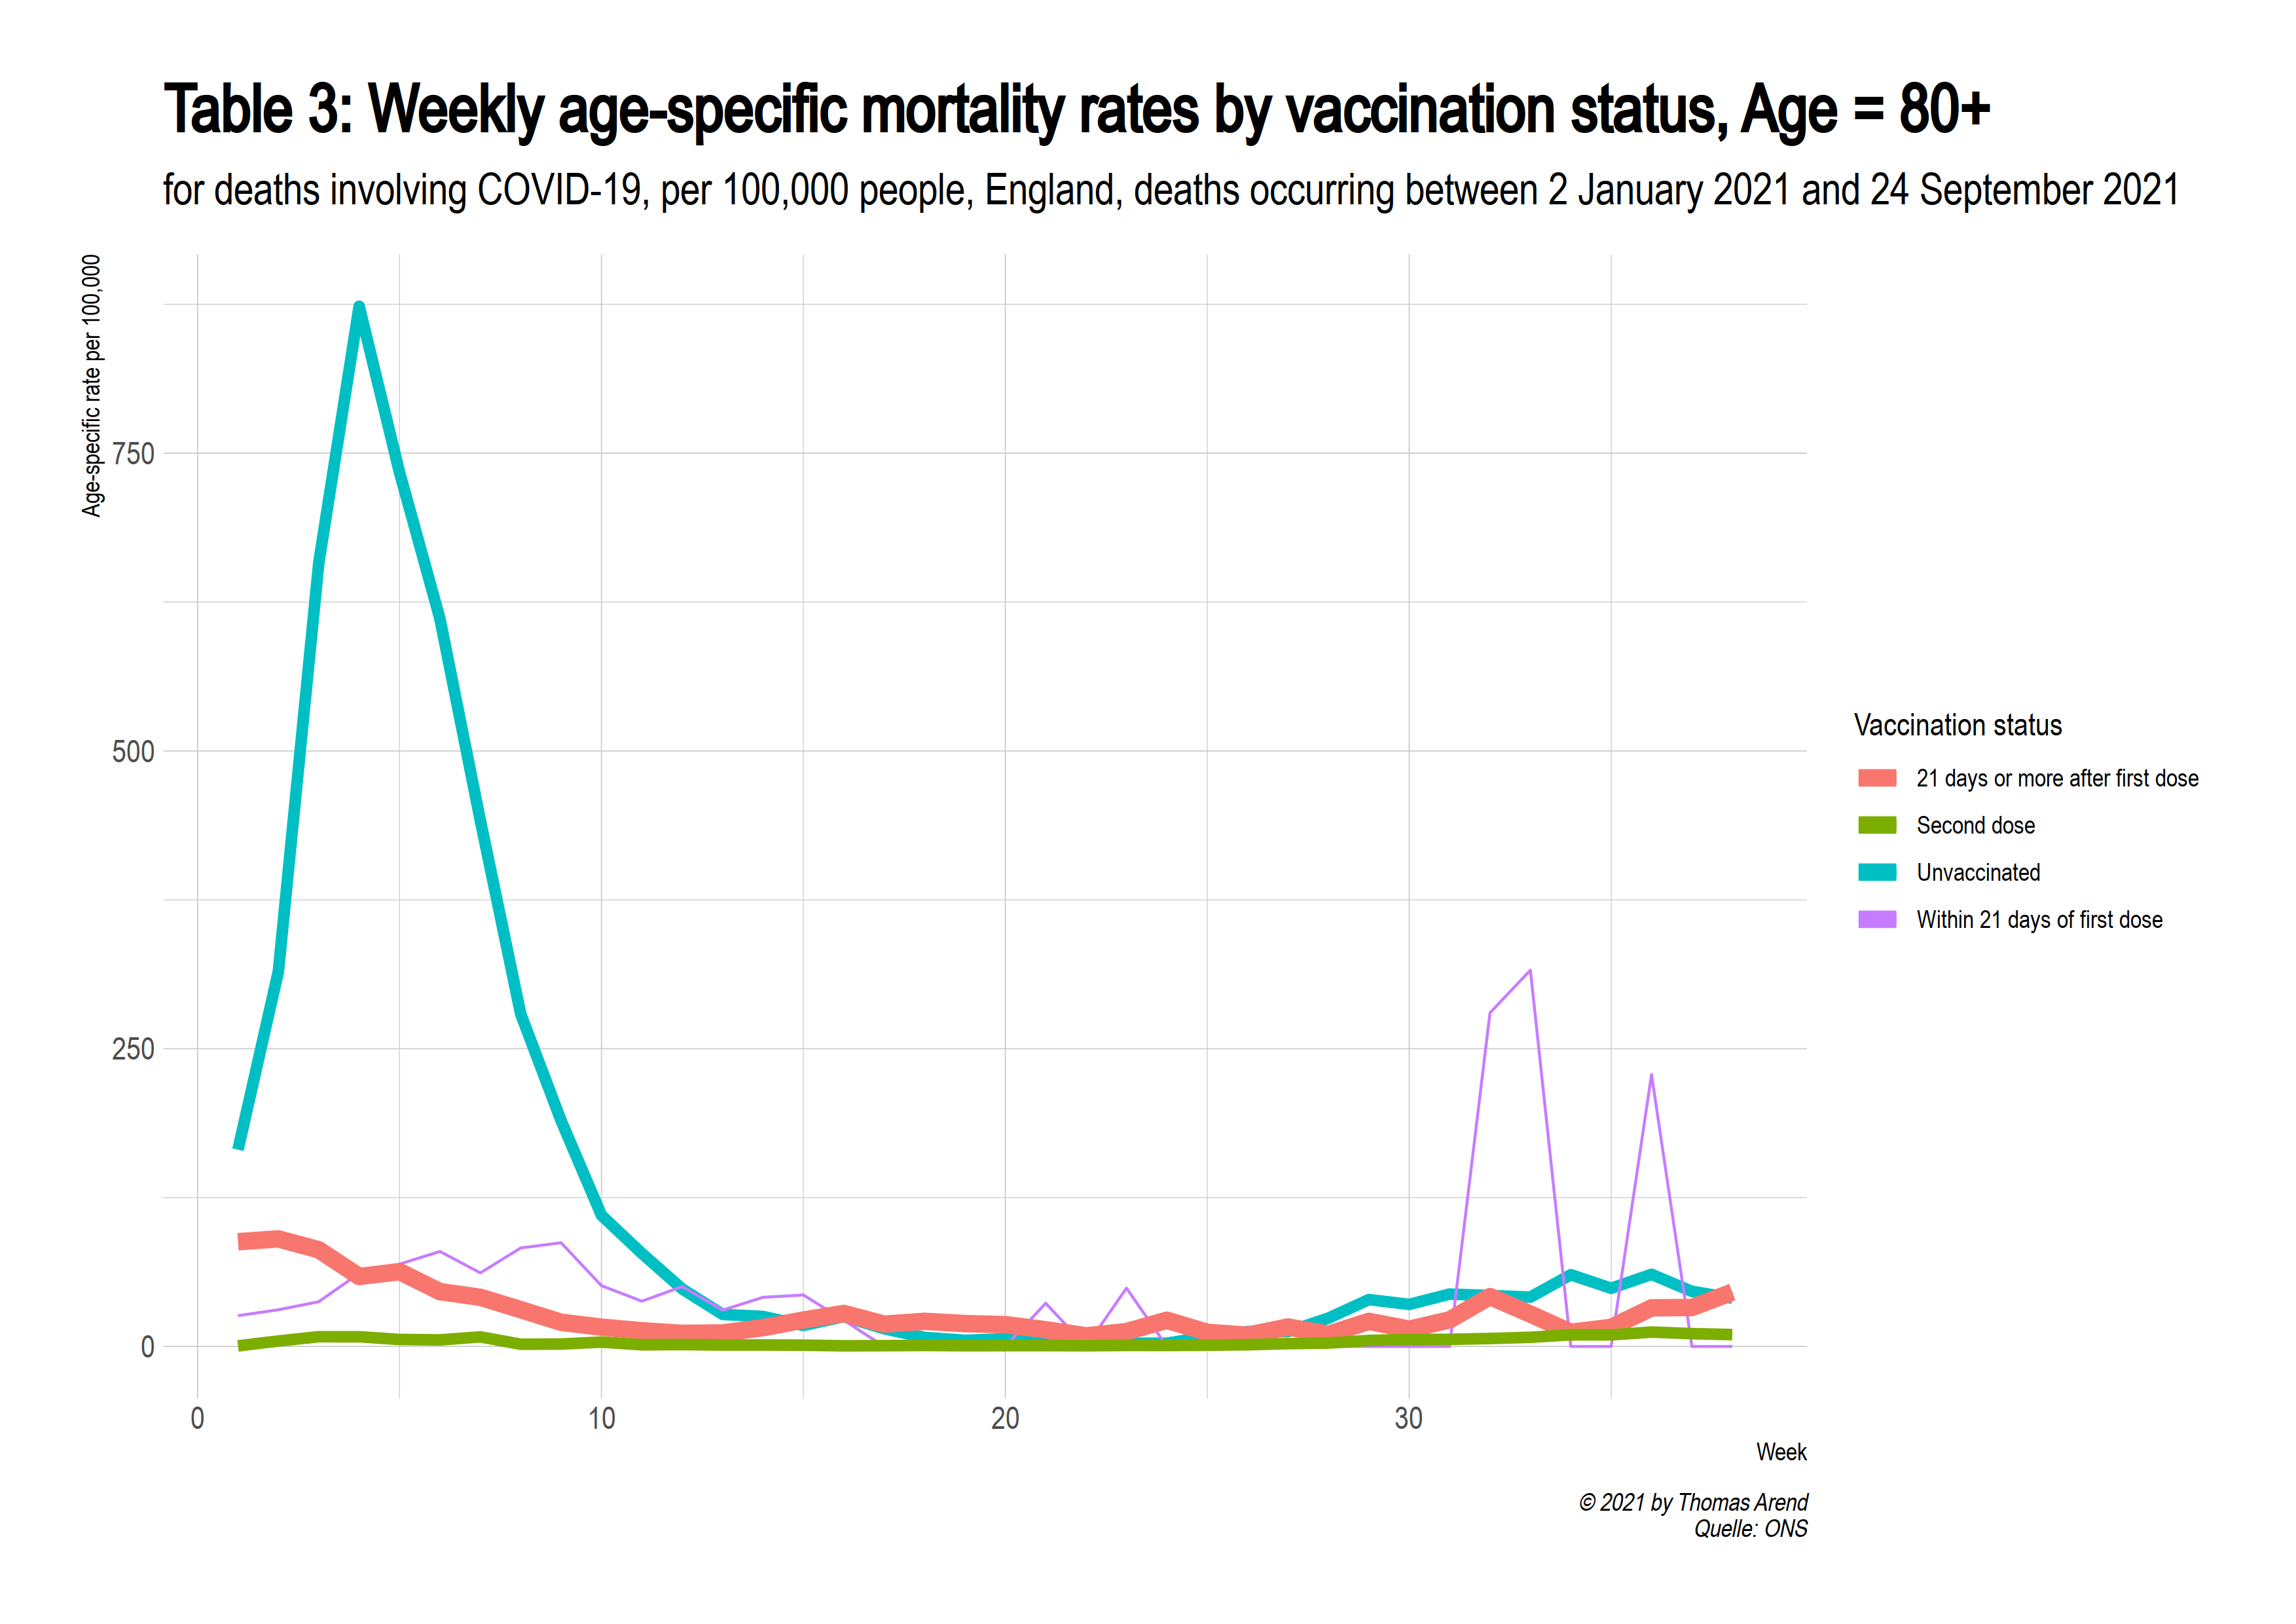 Table 3: Weekly age-specific mortality rates by vaccination status, Age = 80+
for deaths involving COVID-19, per 100,000 people, England, deaths occurring between 2 January 2021 and 24 September 2021
Age-specific rate per 100,000
750
500
250
0
0
10
20
30
Week
Vaccination status
21 days or more after first dose
Second dose
Unvaccinated
Within 21 days of first dose
© 2021 by Thomas Arend
Quelle: ONS